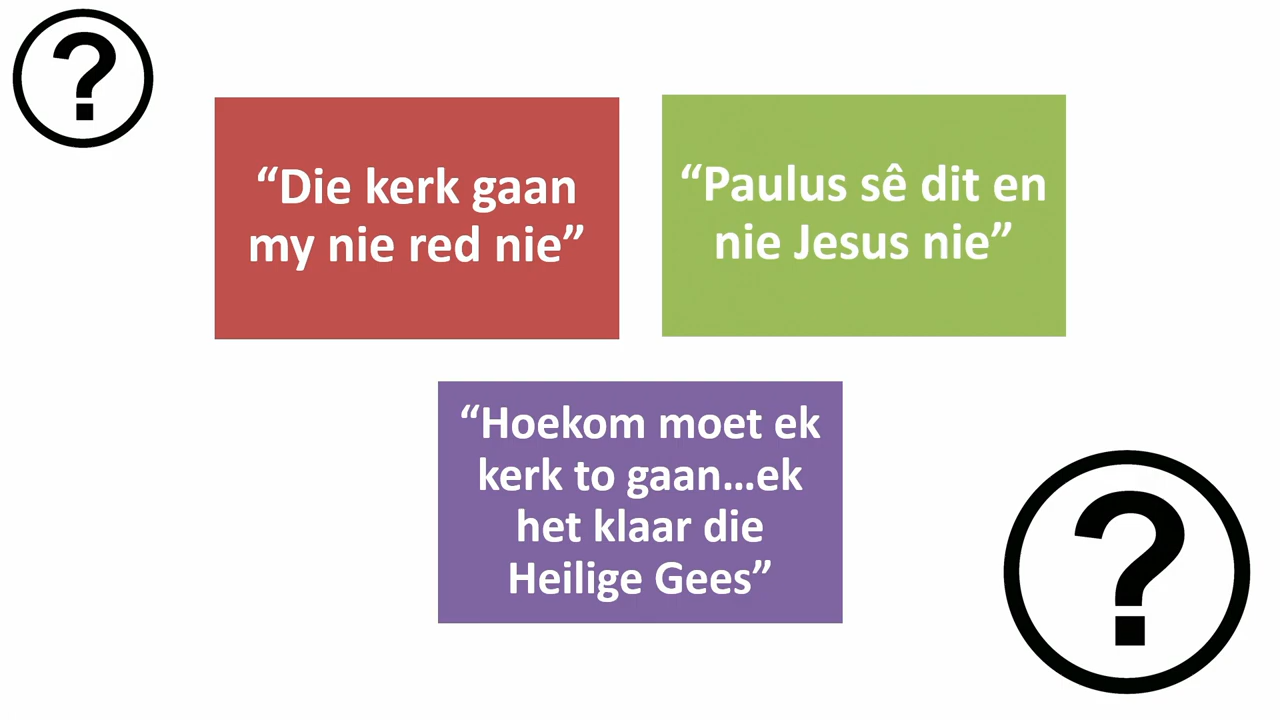 ?
“Die kerk gaan
my nie red nie”
“Paulus sê dit en
nie Jesus nie”
“Hoekom moet ek
kerk to gaan…ek
het klaar die
Heilige Gees”
?